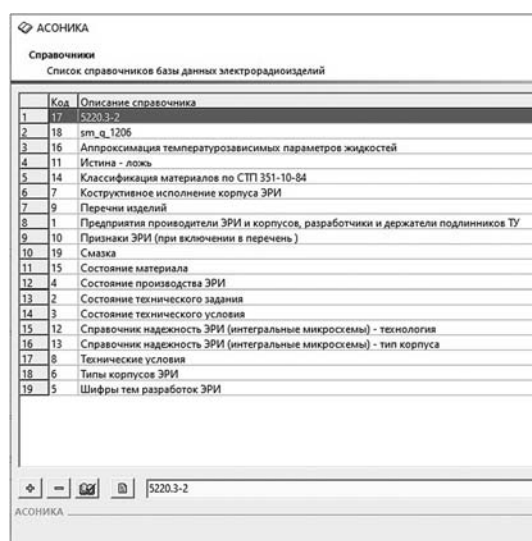 АСОНИКА
Справочники
Список справочников базы данных электрорадиоизделий
Код Описание справочника
1 17 5220.3-2
2 18 sm_q_1206
3 16 Аппроксимация температурозависимых параметров жидкостей
4 11 Истина - ложь
5 14 Классификация материалов по СТП 351-10-84
6 7 Коструктивное исполнение корпуса ЭРИ
7 9 Перечни изделий
8 1 Предприятия проиводители ЭРИ и корпусов, разработчики и держатели подлинников ТУ
9 10 Признаки ЭРИ (при включении в перечень )
10 19 Смазка
11 15 Состояние материала
12 4 Состояние производства ЭРИ
13 2 Состояние технического задания
14 3 Состояние технического условия
15 12 Справочник надежность ЭРИ (интегральные микросхемы) - технология
16 13 Справочник надежность ЭРИ (интегральные микросхемы) - тип корпуса
17 8 Технические условия
18 6 Типы корпусов ЭРИ
19 5 Шифры тем разработок ЭРИ
5220.3-2
АСОНИКА